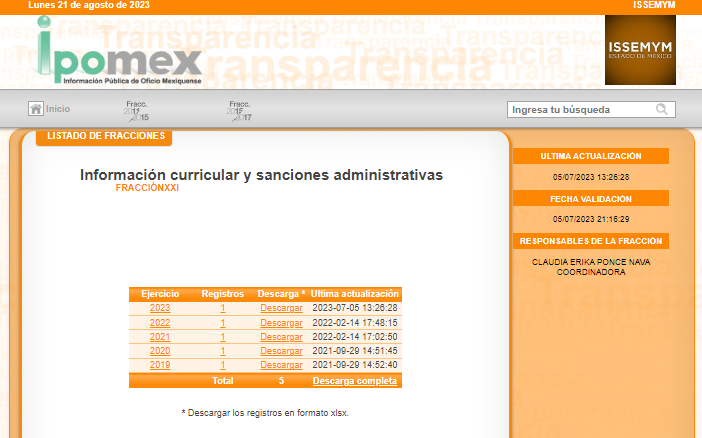 Lunes 21 de agosto de 2023
ISSEMYM
ipomex
Información Pública de Oficio Mexiquense
ISSEMYM
ESTADO DE MÉXICO
Inicio
Fracc.
Fracc.
2017
Ingresa tu búsqueda
LISTADO DE FRACCIONES
Información curricular y sanciones administrativas
FRACCIÓNXXI
Ejercicio Registros Descarga * Ultima actualización
2023 1 Descargar 2023-07-05 13:26:28
2022 1 Descargar 2022-02-14 17:48:15
2021 1 Descargar 2022-02-14 17:02:50
2020 1 Descargar 2021-09-29 14:51:45
2019 1 Descargar 2021-09-29 14:52:40
Total 5 Descarga completa
* Descargar los registros en formato xlsx.
ULTIMA ACTUALIZACIÓN
05/07/2023 13:26:28
FECHA VALIDACIÓN
05/07/2023 21:16:29
RESPONSABLES DE LA FRACCIÓN
CLAUDIA ERIKA PONCE NAVA
COORDINADORA